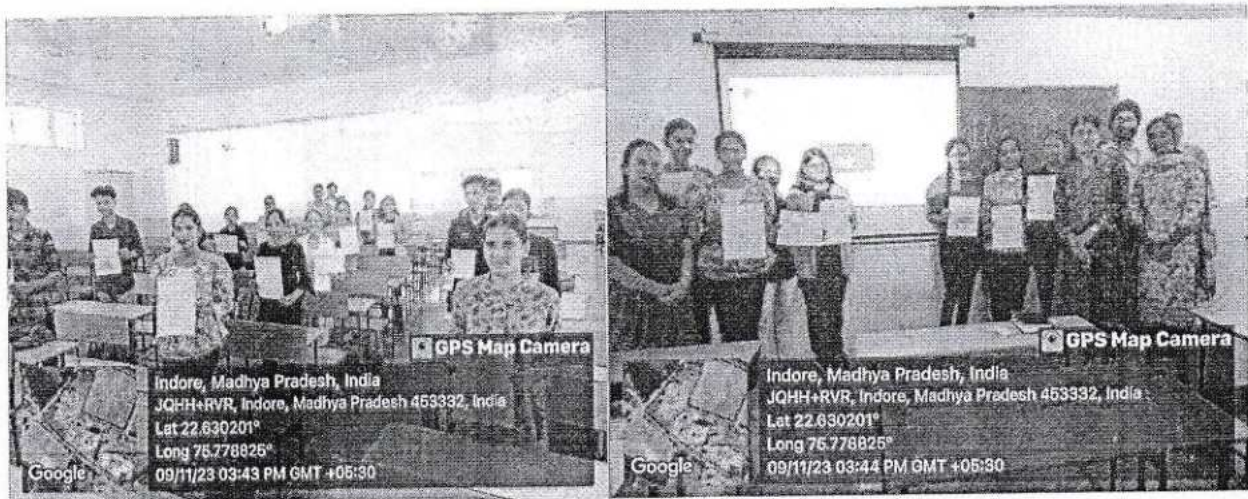 GPS Map Camera
Indore, Madhya Pradesh, India
JQHH+RVR, Indore, Madhya Pradesh 453332, India
Lat 22.630201°
Long 75.778825°
09/11/23 03:43 PM GMT +05:30
Google
GPS Map Camera
Indore, Madhya Pradesh, India
JQHH+RVR, Indore, Madhya Pradesh 453332, India
Lat 22.630201°
Long 75.778825°
09/11/23 03:44 PM GMT +05:30
Google